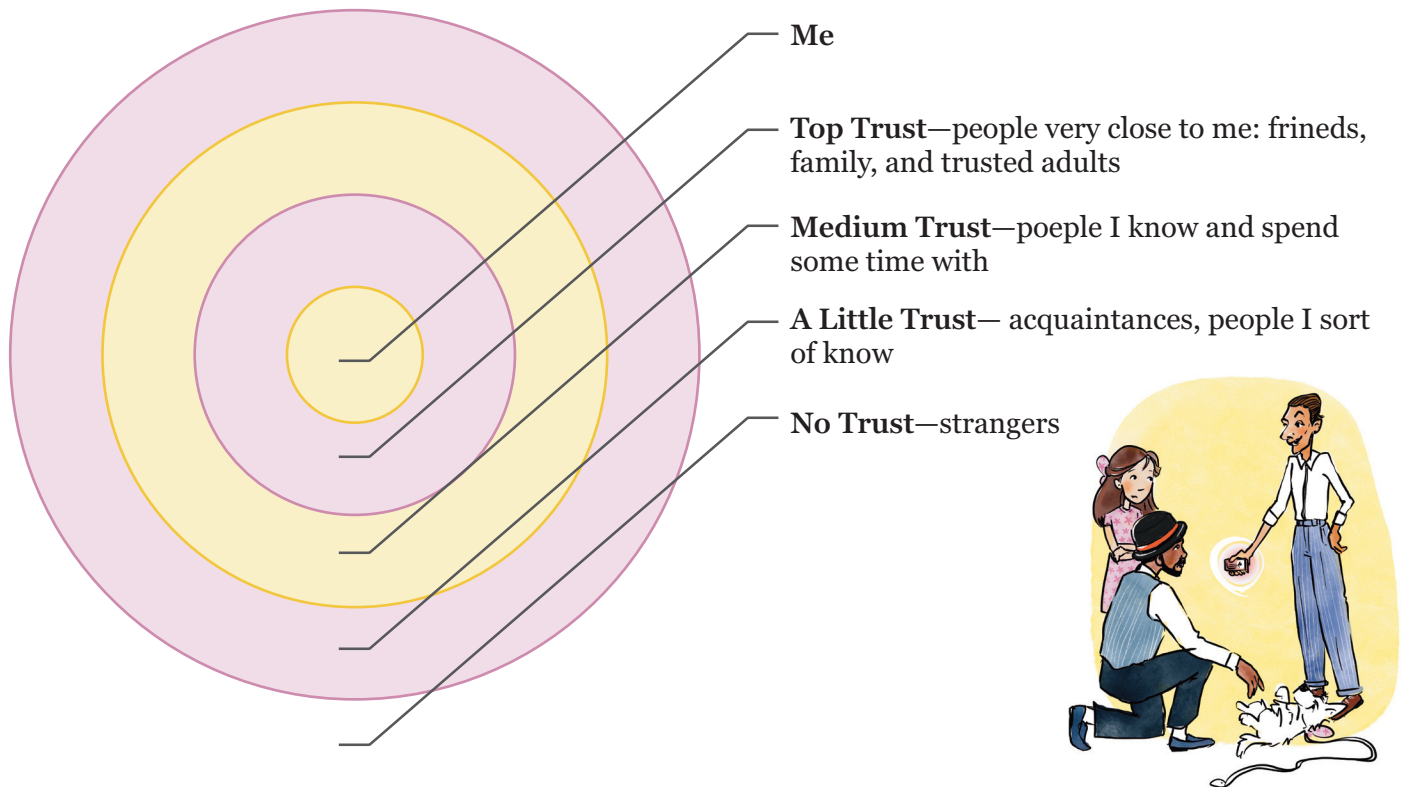 Me
Top Trust—people very close to me: frineds,
family, and trusted adults
Medium Trust—poeple I know and spend
some time with
A Little Trust— acquaintances, people I sort
of know
No Trust—strangers